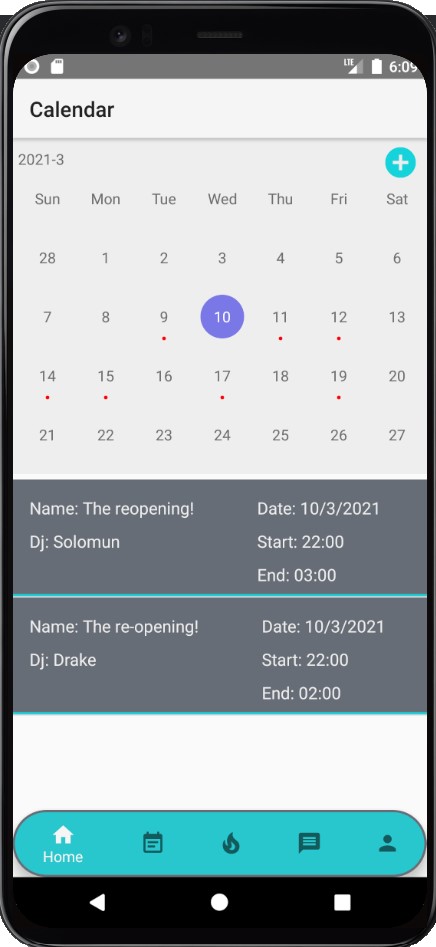 LTE 6:09
Calendar
2021-3
Sun Mon Tue Wed Thu Fri Sat
28 1 2 3 4 5 6
7 8 9 10 11 12 13
14 15 16 17 18 19 20
21 22 23 24 25 26 27
Name: The reopening! Date: 10/3/2021
Dj: Solomun Start: 22:00
End: 03:00
Name: The re-opening! Date: 10/3/2021
Dj: Drake Start: 22:00
End: 02:00
Home